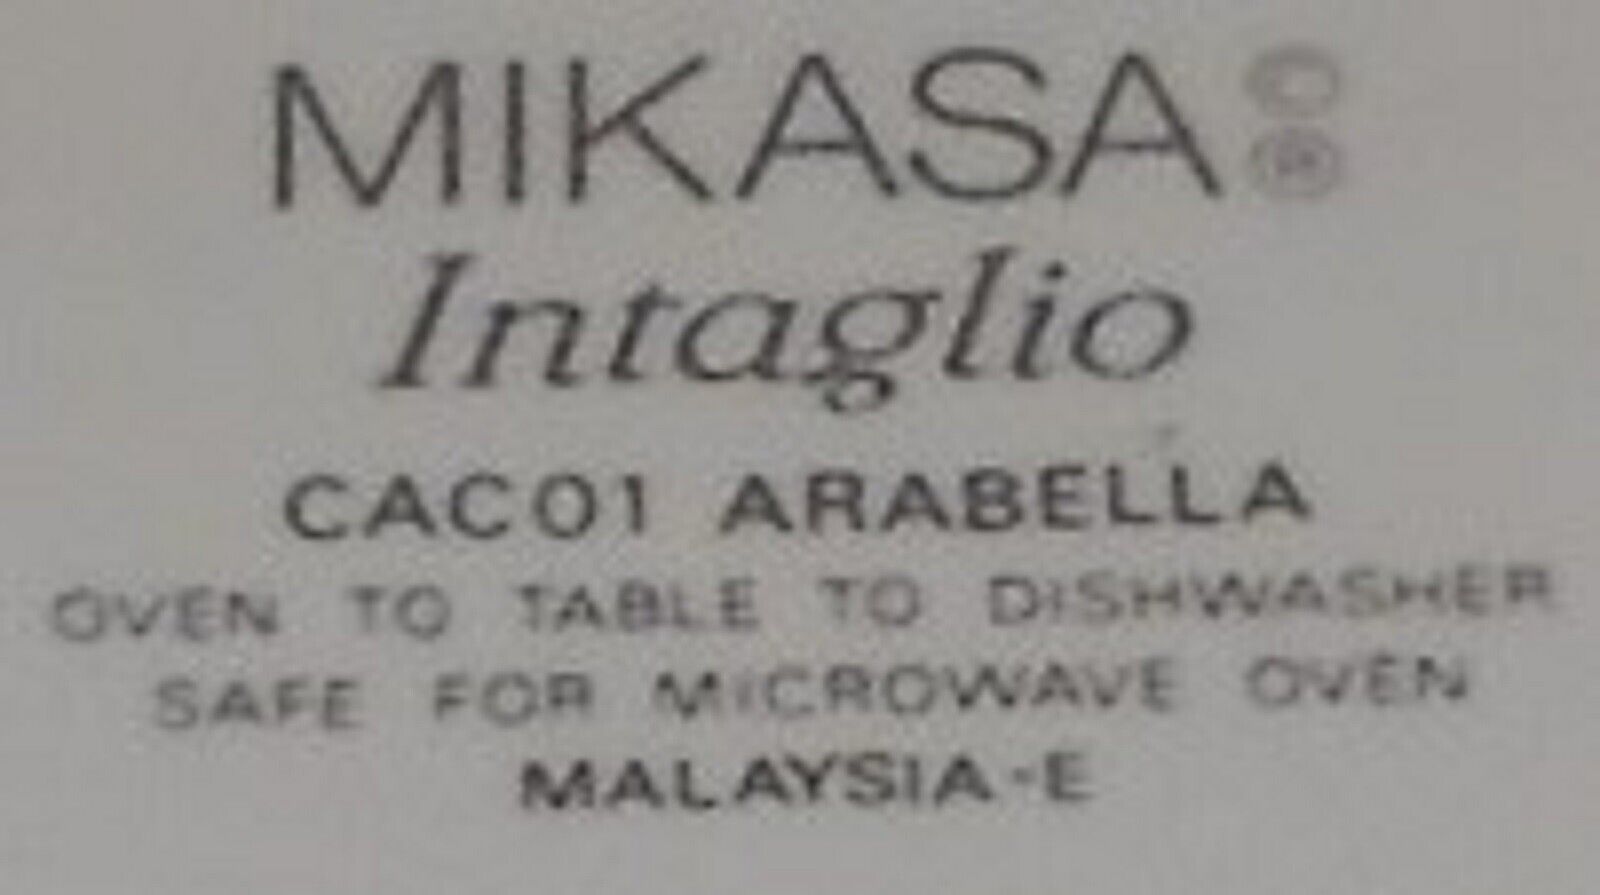 MIKASA © ®
Intaglio
CAC01 ARABELLA
OVEN TO TABLE TO DISHWASHER
SAFE FOR MICROWAVE OVEN
MALAYSIA-E